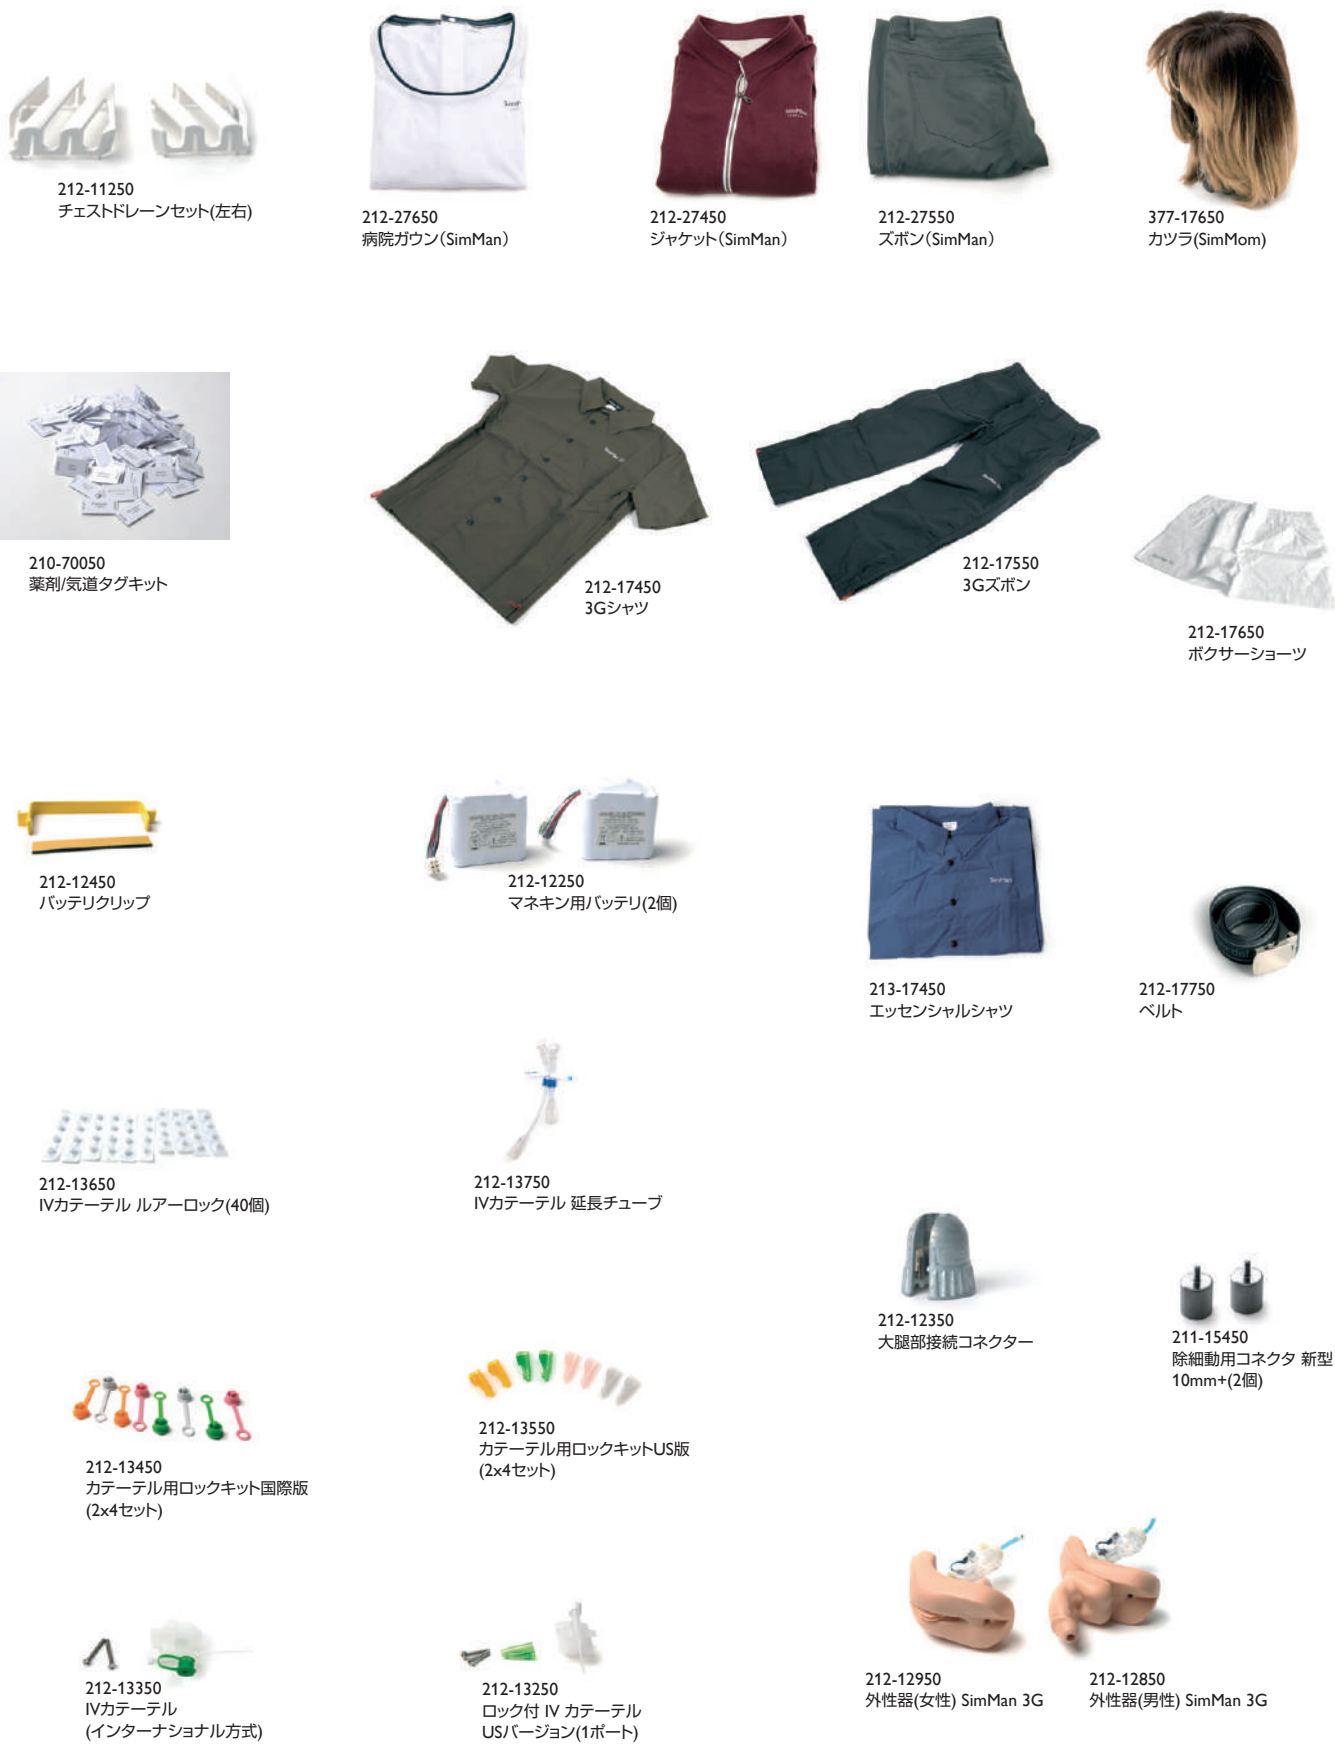 212-11250
チェストドレーンセット(左右)
212-27650
病院ガウン（SimMan）
212-27450
ジャケット（SimMan）
212-27550
ズボン（SimMan）
377-17650
カツラ(SimMom)
210-70050
薬剤/気道タグキット
212-17450
3Gシャツ
212-17550
3Gズボン
212-17650
ボクサーショーツ
212-12450
バッテリクリップ
212-12250
マネキン用バッテリ(2個)
213-17450
エッセンシャルシャツ
212-17750
ベルト
212-13650
IVカテーテル ルアーロック(40個)
212-13750
IVカテーテル 延長チューブ
212-12350
大腿部接続コネクター
211-15450
除細動用コネクタ 新型
10mm+(2個)
212-13450
カテーテル用ロックキット国際版
(2x4セット)
212-13550
カテーテル用ロックキットUS版
(2x4セット)
212-13350
IVカテーテル
(インターナショナル方式)
212-13250
ロック付 IV カテーテル
USバージョン(1ポート)
212-12950
外性器(女性) SimMan 3G
212-12850
外性器(男性) SimMan 3G